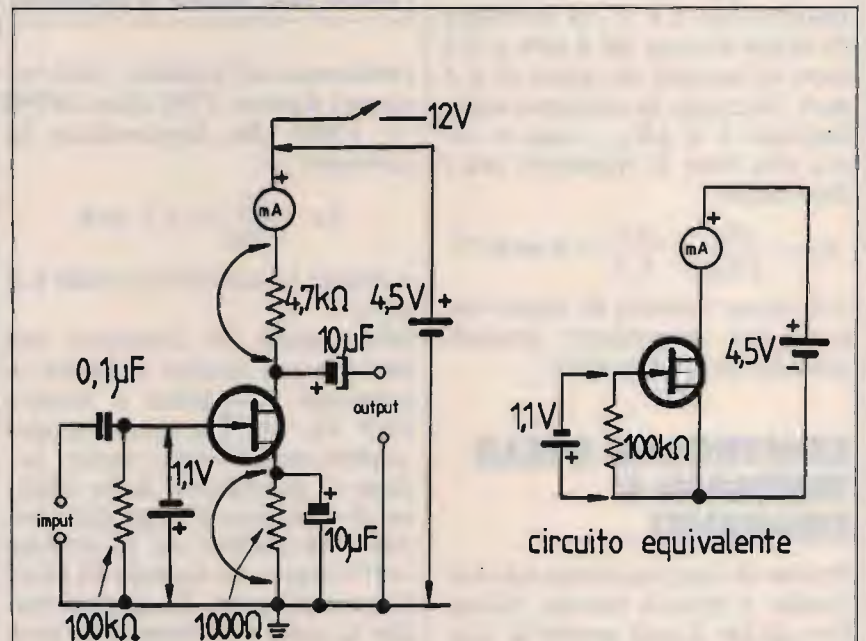 12V
mA
+
4,7kΩ
4,5V
+
10μF
+
0,1μF
output
1,1V
+
imput
+
10μF
100kΩ
1000Ω
+
mA
+
4,5V
-
1,1V
+
100kΩ
circuito equivalente